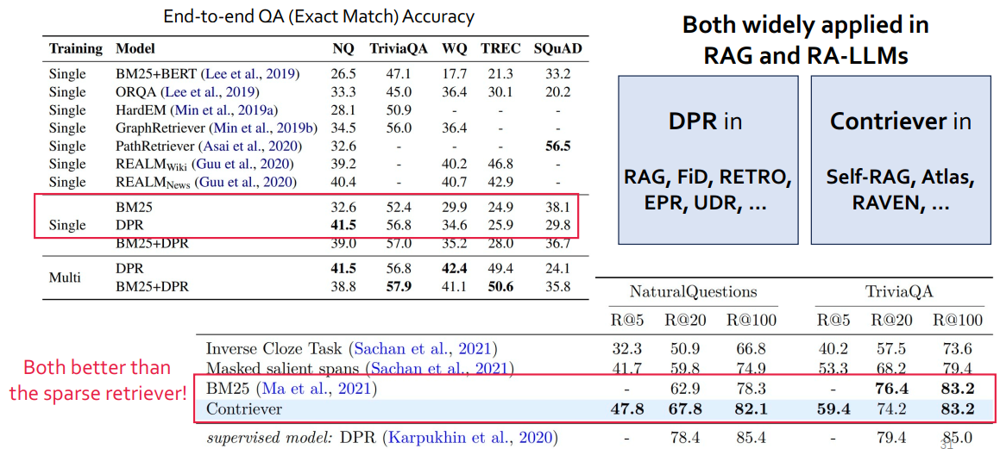 End-to-end QA (Exact Match) Accuracy
Training Model NQ TriviaQA WQ TREC SQuAD
Single BM25+BERT (Lee et al., 2019) 26.5 47.1 17.7 21.3 33.2
Single ORQA (Lee et al., 2019) 33.3 45.0 36.4 30.1 20.2
Single HardEM (Min et al., 2019a) 28.1 50.9 - - -
Single GraphRetriever (Min et al., 2019b) 34.5 56.0 36.4 - -
Single PathRetriever (Asai et al., 2020) 32.6 - - - 56.5
Single REALMWiki (Guu et al., 2020) 39.2 - 40.2 46.8 -
Single REALMNews (Guu et al., 2020) 40.4 - 40.7 42.9 -
BM25 32.6 52.4 29.9 24.9 38.1
Single DPR 41.5 56.8 34.6 25.9 29.8
BM25+DPR 39.0 57.0 35.2 28.0 36.7
Multi
DPR 41.5 56.8 42.4 49.4 24.1
BM25+DPR 38.8 57.9 41.1 50.6 35.8
Both widely applied in
RAG and RA-LLMs
DPR in
RAG, FiD, RETRO,
EPR, UDR, ...
Contriever in
Self-RAG, Atlas,
RAVEN, ...
Both better than
the sparse retriever!
NaturalQuestions TriviaQA
R@5 R@20 R@100 R@5 R@20 R@100
Inverse Cloze Task (Sachan et al., 2021) 32.3 50.9 66.8 40.2 57.5 73.6
Masked salient spans (Sachan et al., 2021) 41.7 59.8 74.9 53.3 68.2 79.4
BM25 (Ma et al., 2021) - 62.9 78.3 - 76.4 83.2
Contriever 47.8 67.8 82.1 59.4 74.2 83.2
supervised model: DPR (Karpukhin et al., 2020) - 78.4 85.4 - 79.4 85.0
31